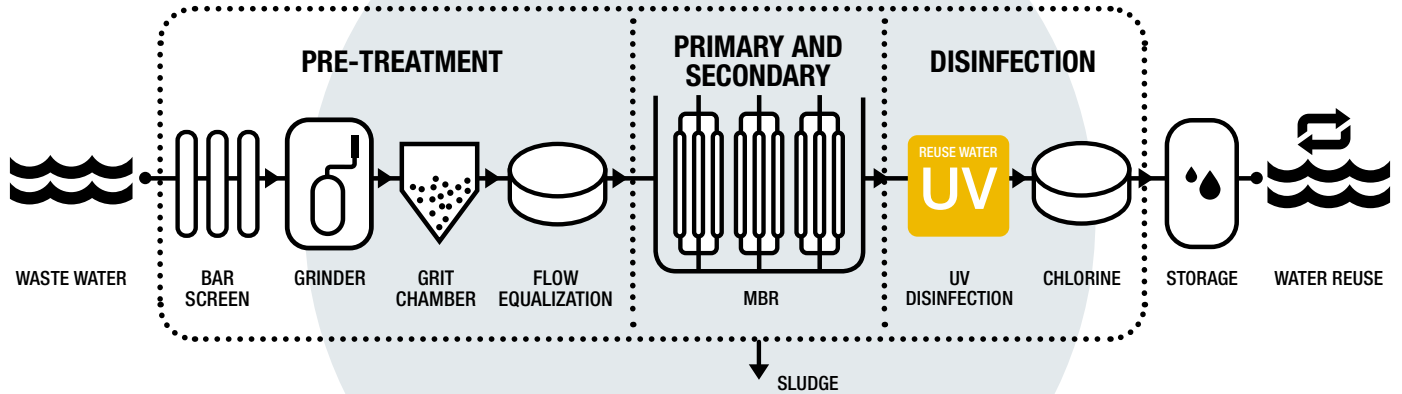 PRE-TREATMENT
PRIMARY AND
SECONDARY
DISINFECTION
REUSE WATER
UV
WASTE WATER
BAR
SCREEN
GRINDER
GRIT
CHAMBER
FLOW
EQUALIZATION
MBR
UV
DISINFECTION
CHLORINE
STORAGE
WATER REUSE
SLUDGE